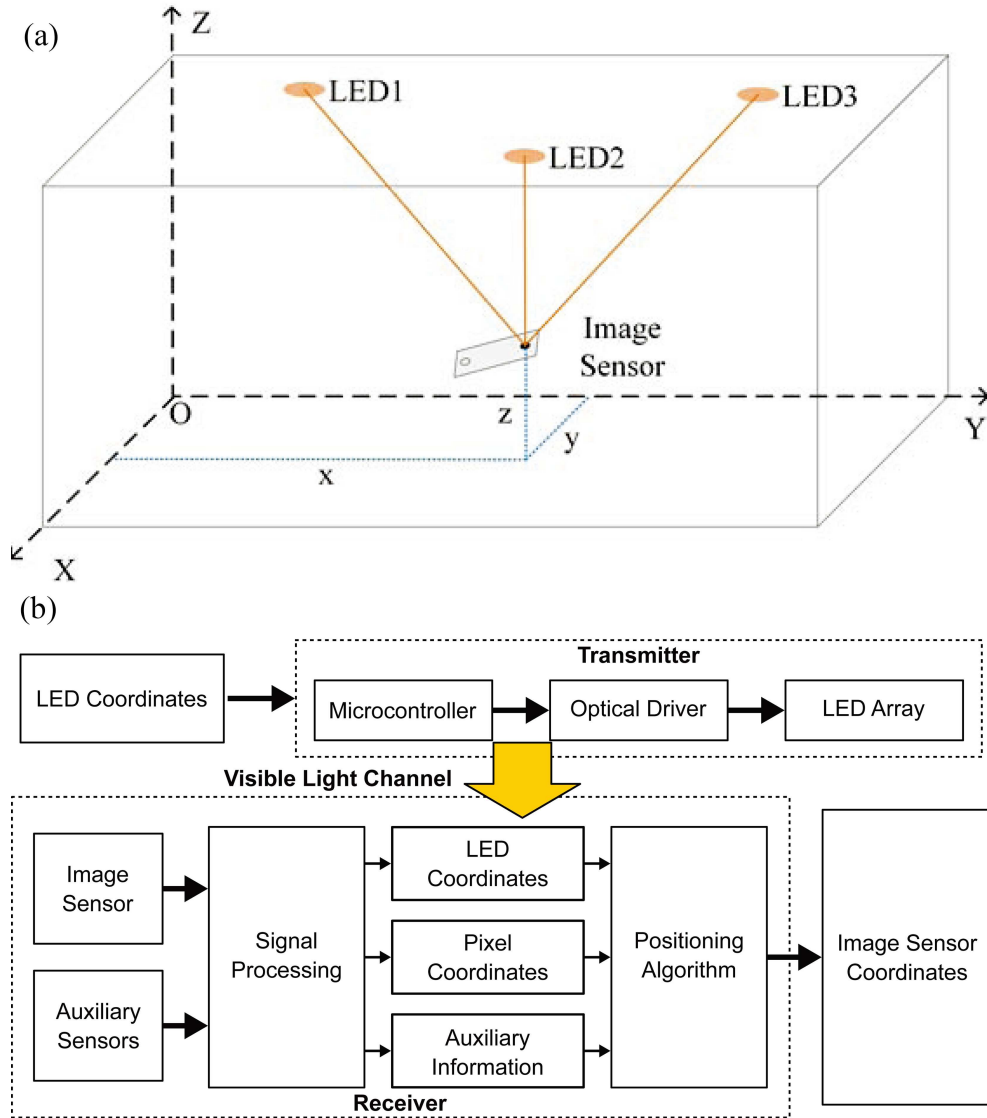 (a)
Z
LED1
LED3
LED2
Image
Sensor
O
z
Y
y
x
X
(b)
Transmitter
LED Coordinates
Microcontroller
Optical Driver
LED Array
Visible Light Channel
Image
Sensor
Auxiliary
Sensors
Signal
Processing
LED
Coordinates
Pixel
Coordinates
Auxiliary
Information
Positioning
Algorithm
Image Sensor
Coordinates
Receiver